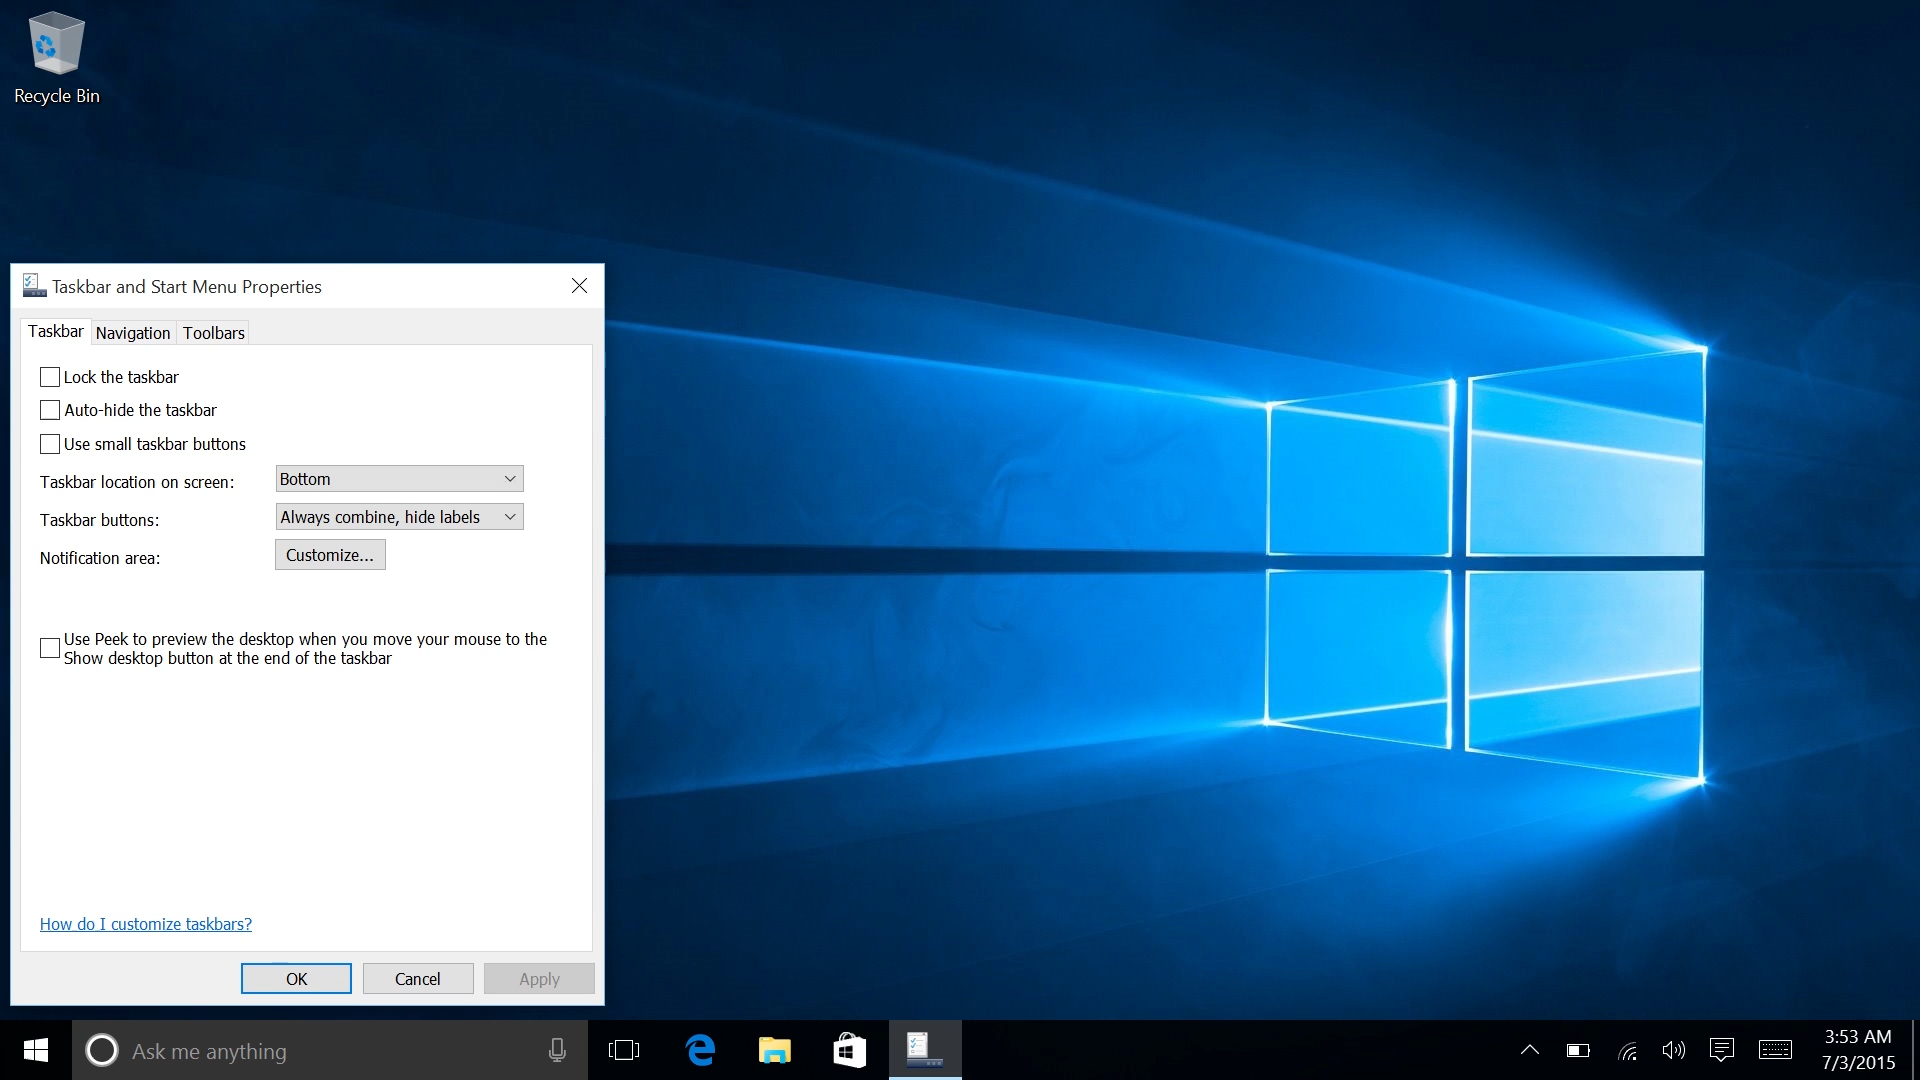 Recycle Bin
Taskbar and Start Menu Properties
Taskbar Navigation Toolbars
Lock the taskbar
Auto-hide the taskbar
Use small taskbar buttons
Taskbar location on screen: Bottom
Taskbar buttons: Always combine, hide labels
Notification area: Customize...
Use Peek to preview the desktop when you move your mouse to the
Show desktop button at the end of the taskbar
How do I customize taskbars?
OK Cancel Apply
Ask me anything
3:53 AM
7/3/2015